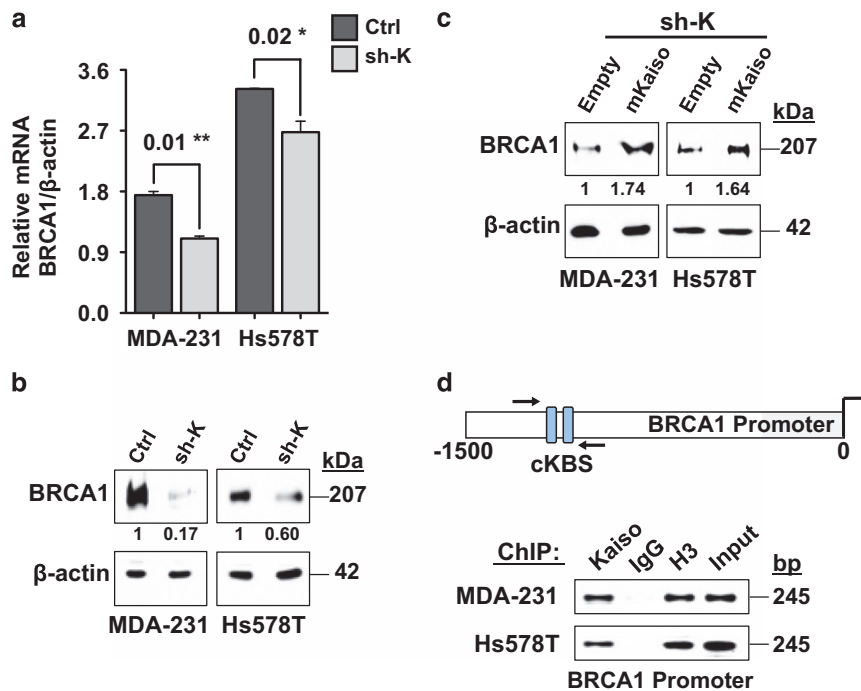 a
Ctrl
sh-K
0.02 *
0.01 **
Relative mRNA
BRCA1/β-actin
3.6
2.7
1.8
0.9
0.0
MDA-231 Hs578T
b
Ctrl sh-K Ctrl sh-K
kDa
BRCA1 207
1 0.17 1 0.60
β-actin 42
MDA-231 Hs578T
c
sh-K
Empty mKaiso Empty mKaiso
kDa
BRCA1 207
1 1.74 1 1.64
β-actin 42
MDA-231 Hs578T
d
BRCA1 Promoter
-1500 cKBS 0
ChIP: Kaiso IgG H3 Input bp
MDA-231 245
Hs578T 245
BRCA1 Promoter